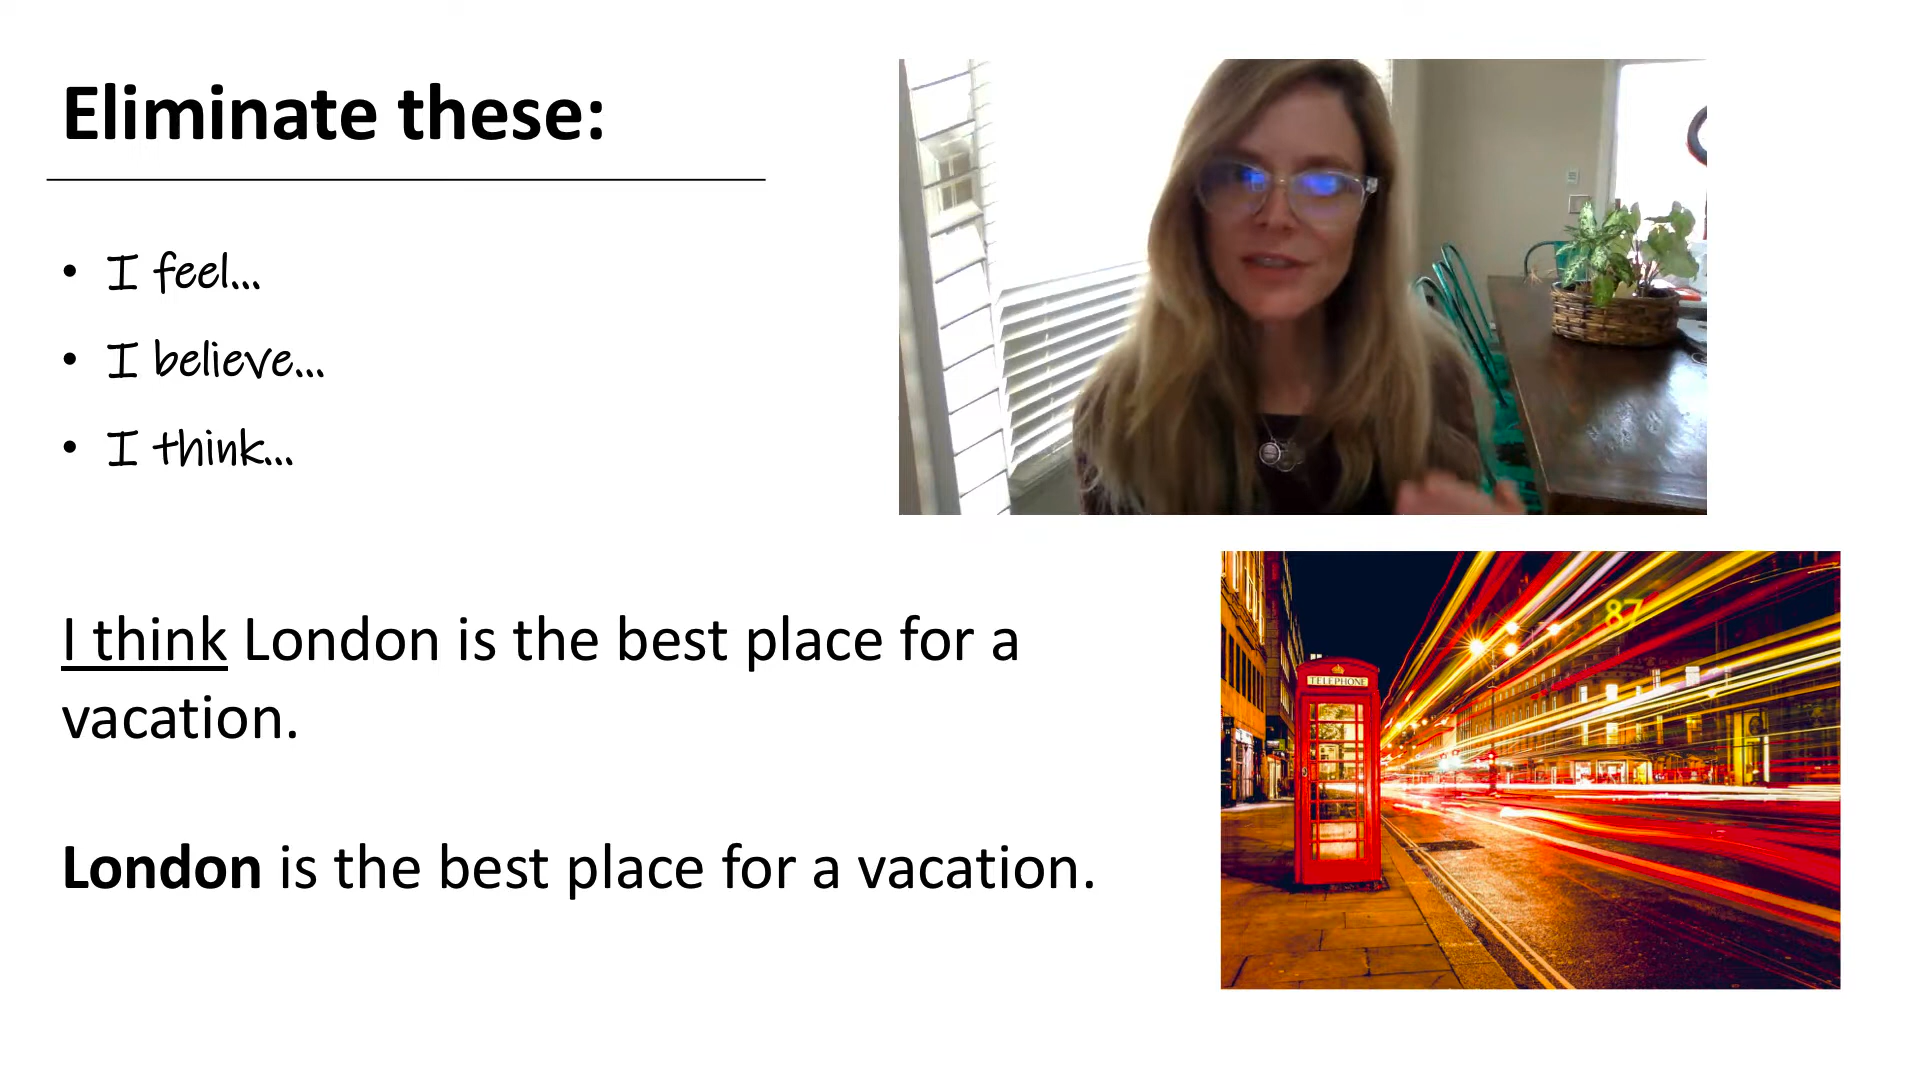 Eliminate these:
• I feel...
• I believe...
• I think...
I think London is the best place for a
vacation.
London is the best place for a vacation.
TELEPHONE
87